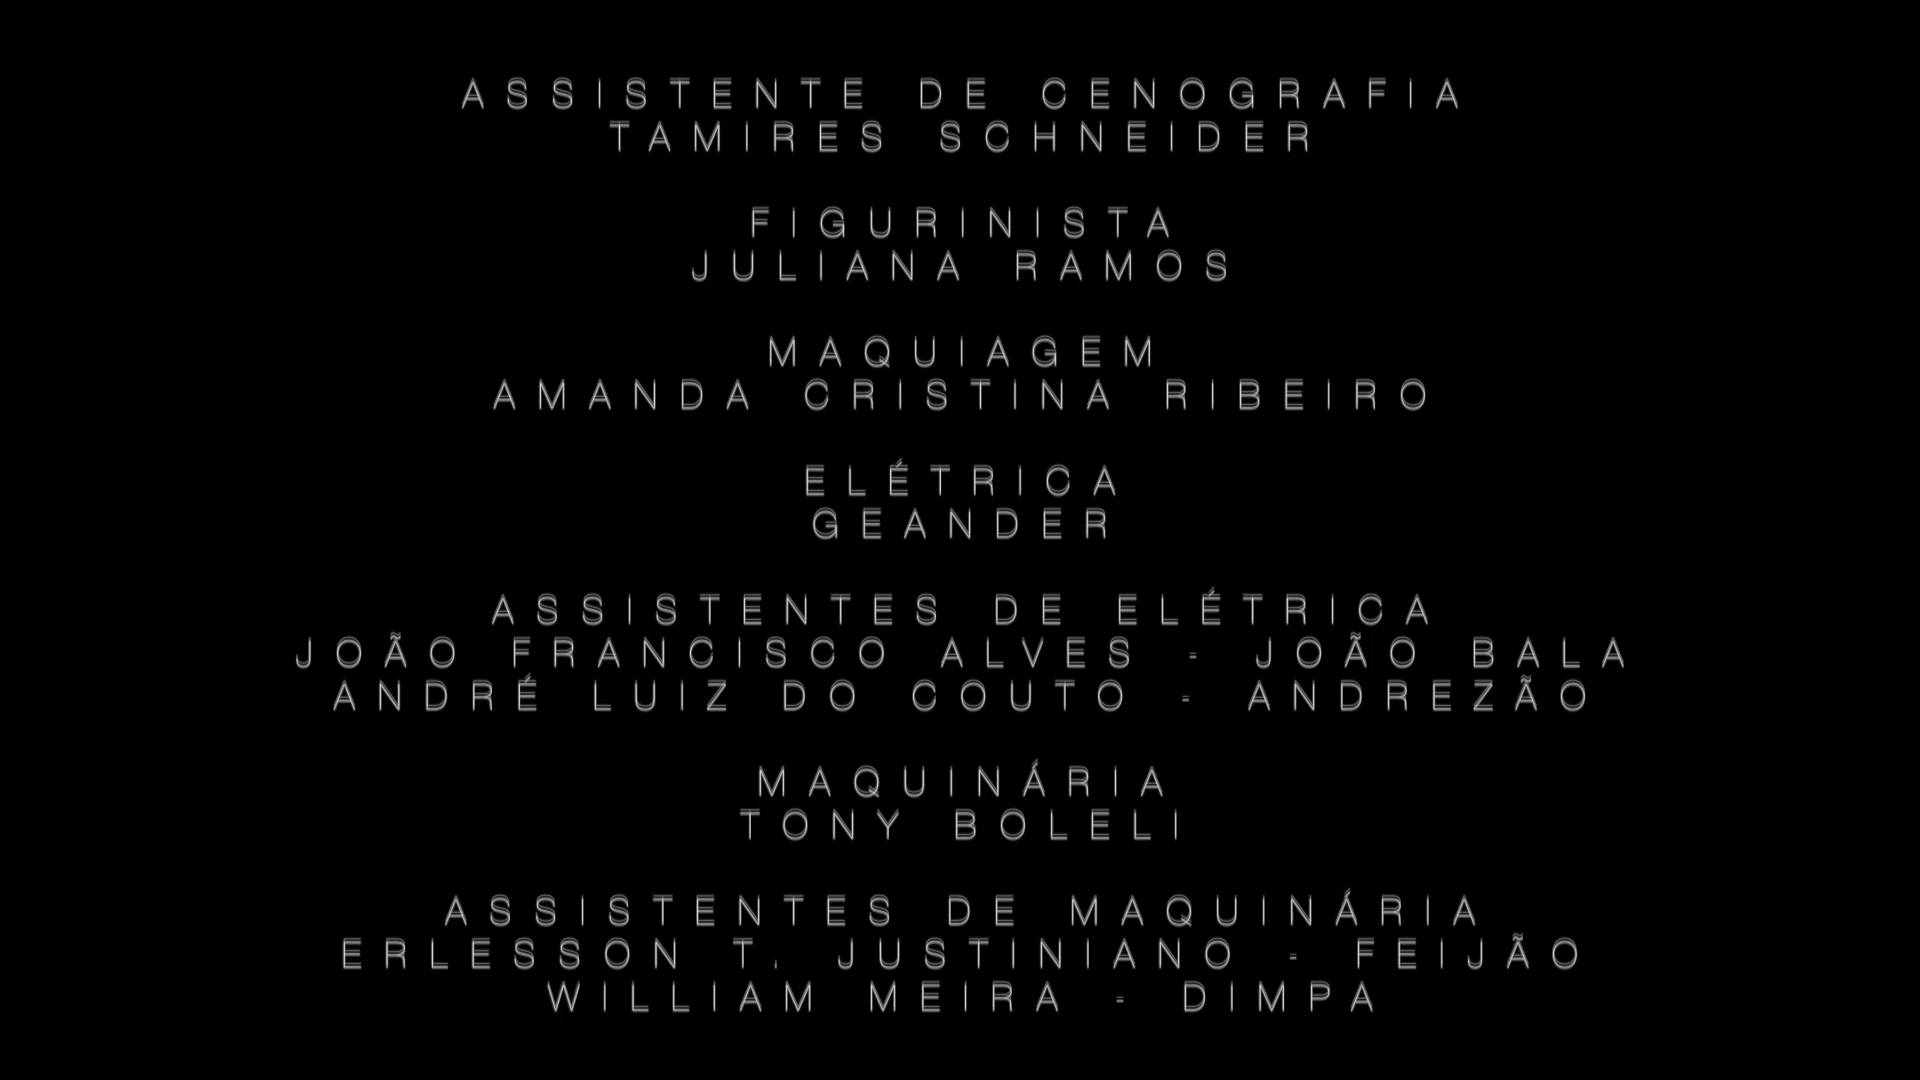 ASSISTENTE DE CENOGRAFIA
TAMIRES SCHNEIDER
FIGURINISTA
JULIANA RAMOS
MAQUIAGEM
AMANDA CRISTINA RIBEIRO
ELÉTRICA
GEANDER
ASSISTENTES DE ELÉTRICA
JOÃO FRANCISCO ALVES - JOÃO BALA
ANDRÉ LUIZ DO COUTO - ANDREZÃO
MAQUINÁRIA
TONY BOLELI
ASSISTENTES DE MAQUINÁRIA
ERLESSON T. JUSTINIANO - FEIJÃO
WILLIAM MEIRA - DIMPA